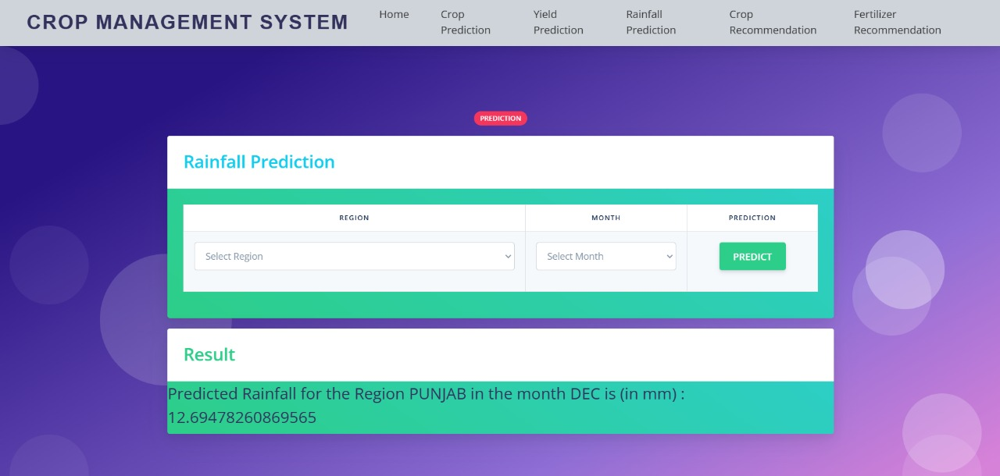 CROP MANAGEMENT SYSTEM
Home
Crop
Prediction
Yield
Prediction
Rainfall
Prediction
Crop
Recommendation
Fertilizer
Recommendation
PREDICTION
Rainfall Prediction
REGION MONTH PREDICTION
Select Region Select Month PREDICT
Result
Predicted Rainfall for the Region PUNJAB in the month DEC is (in mm) :
12.69478260869565